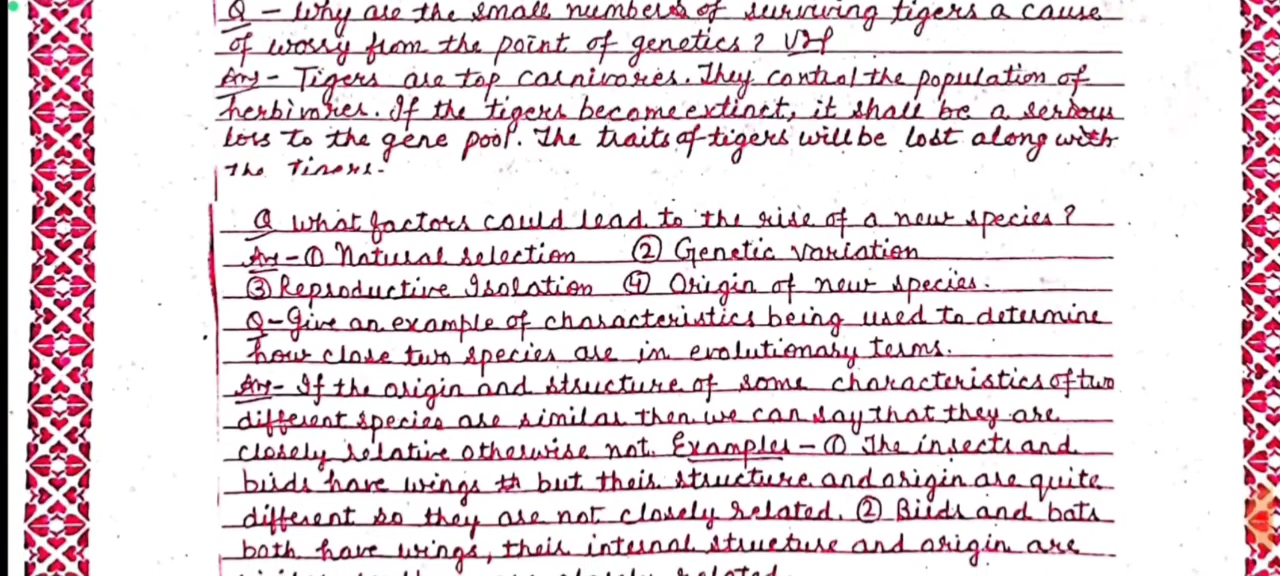 Q - Why are the small numbers of surviving tigers a cause
of worry from the point of genetics?
Ans - Tigers are top carnivories. They control the population of
herbivories. If the tigers become extinct, it shall be a serious
loss to the gene pool. The traits of tigers will be lost along with
the
Q What factors could lead to the rise of a new species?
Ans - ① Natural selection ② Genetic variation
③ Reproductive Isolation ④ Origin of new species.
Q - Give an example of characteristics being used to determine
how close two species are in evolutionary terms.
Ans - If the origin and structure of some characteristics of two
different species are similar then we can say that they are
closely relative otherwise not. Examples - ① The insects and
birds have wings but their structure and origin are quite
different so they are not closely related. ② Birds and bats
both have wings, their internal structure and origin are
closely related.